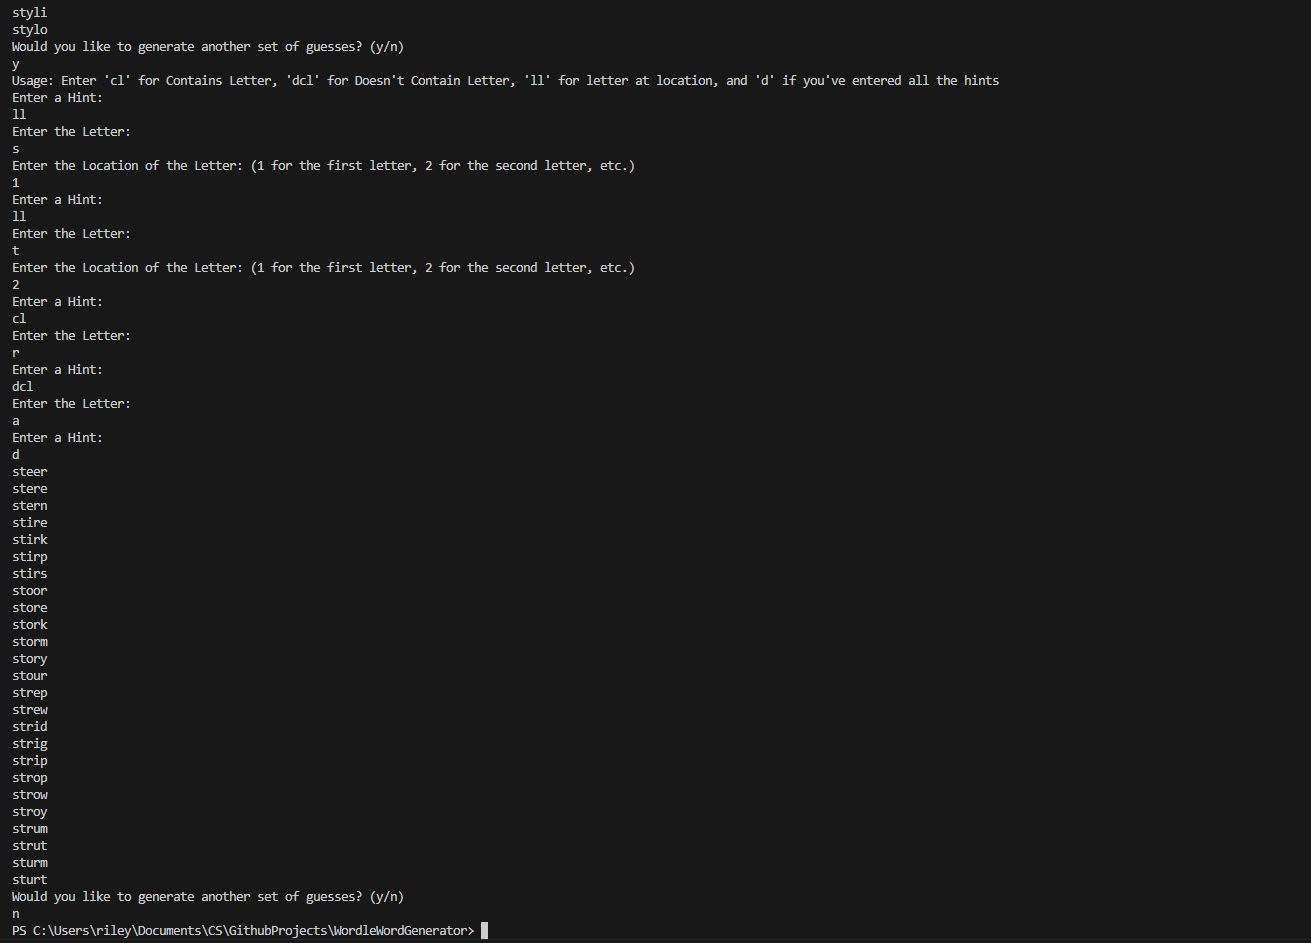 styli
stylo
Would you like to generate another set of guesses? (y/n)
y
Usage: Enter 'cl' for Contains Letter, 'dcl' for Doesn't Contain Letter, 'll' for letter at location, and 'd' if you've entered all the hints
Enter a Hint:
ll
Enter the Letter:
s
Enter the Location of the Letter: (1 for the first letter, 2 for the second letter, etc.)
1
Enter a Hint:
ll
Enter the Letter:
t
Enter the Location of the Letter: (1 for the first letter, 2 for the second letter, etc.)
2
Enter a Hint:
cl
Enter the Letter:
r
Enter a Hint:
dcl
Enter the Letter:
a
Enter a Hint:
d
steer
stere
stern
stire
stirk
stirp
stirs
stoor
store
stork
storm
story
stour
strep
strew
strid
strig
strip
strop
strow
stroy
strum
strut
sturm
sturt
Would you like to generate another set of guesses? (y/n)
n
PS C:\Users\riley\Documents\CS\GithubProjects\WordleWordGenerator>